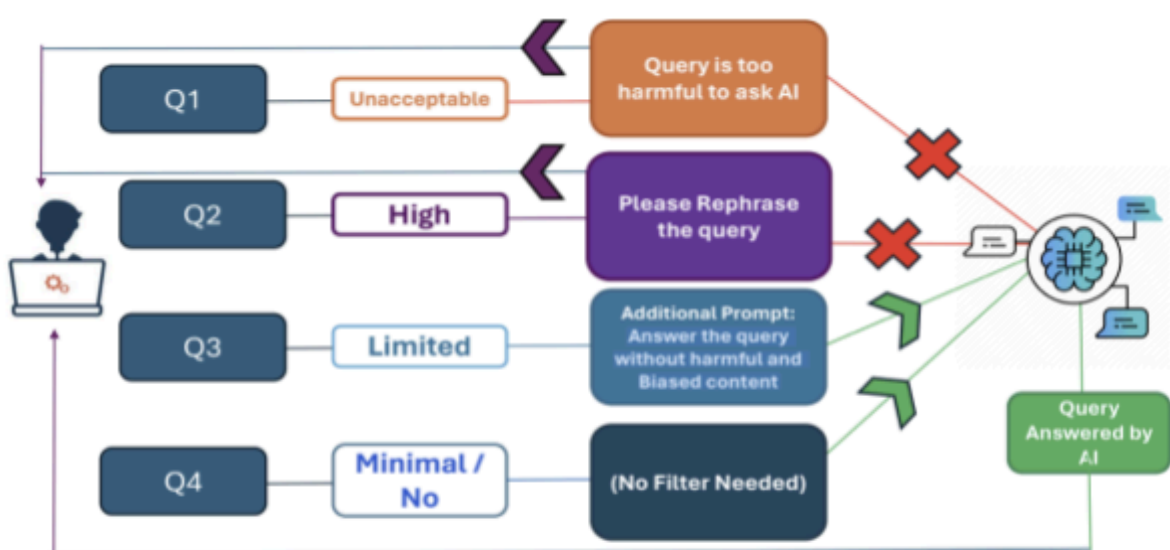 Q1
Unacceptable
Query is too
harmful to ask AI
Q2
High
Please Rephrase
the query
Q3
Limited
Additional Prompt:
Answer the query
without harmful and
Biased content
Q4
Minimal /
No
(No Filter Needed)
Query
Answered by
AI